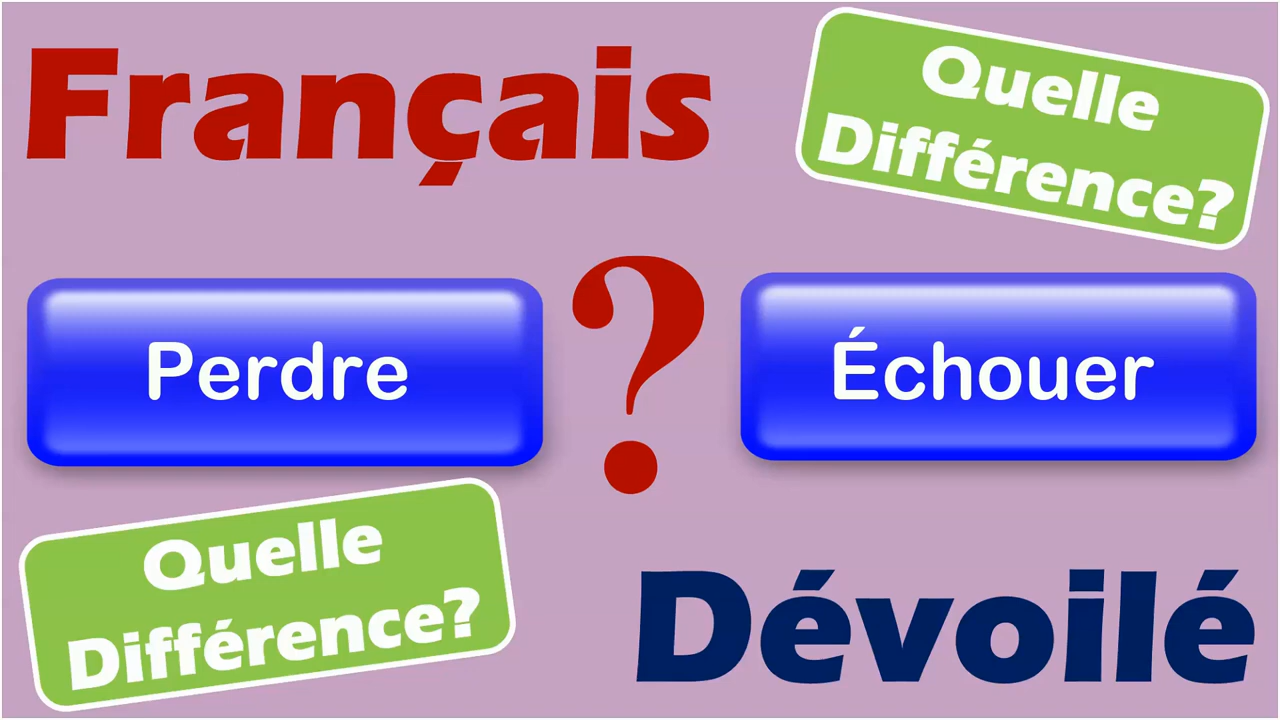 Français
Quelle
Différence?
Perdre
?
Échouer
Quelle
Différence?
Dévoilé